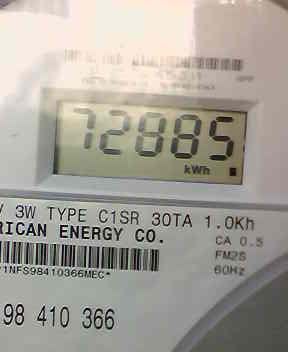 72885
kWh
V 3W TYPE C1SR 30TA 1.0Kh
RICAN ENERGY CO.
CA 0.5
FM2S
60Hz
1NFS98410366MEC*
98 410 366